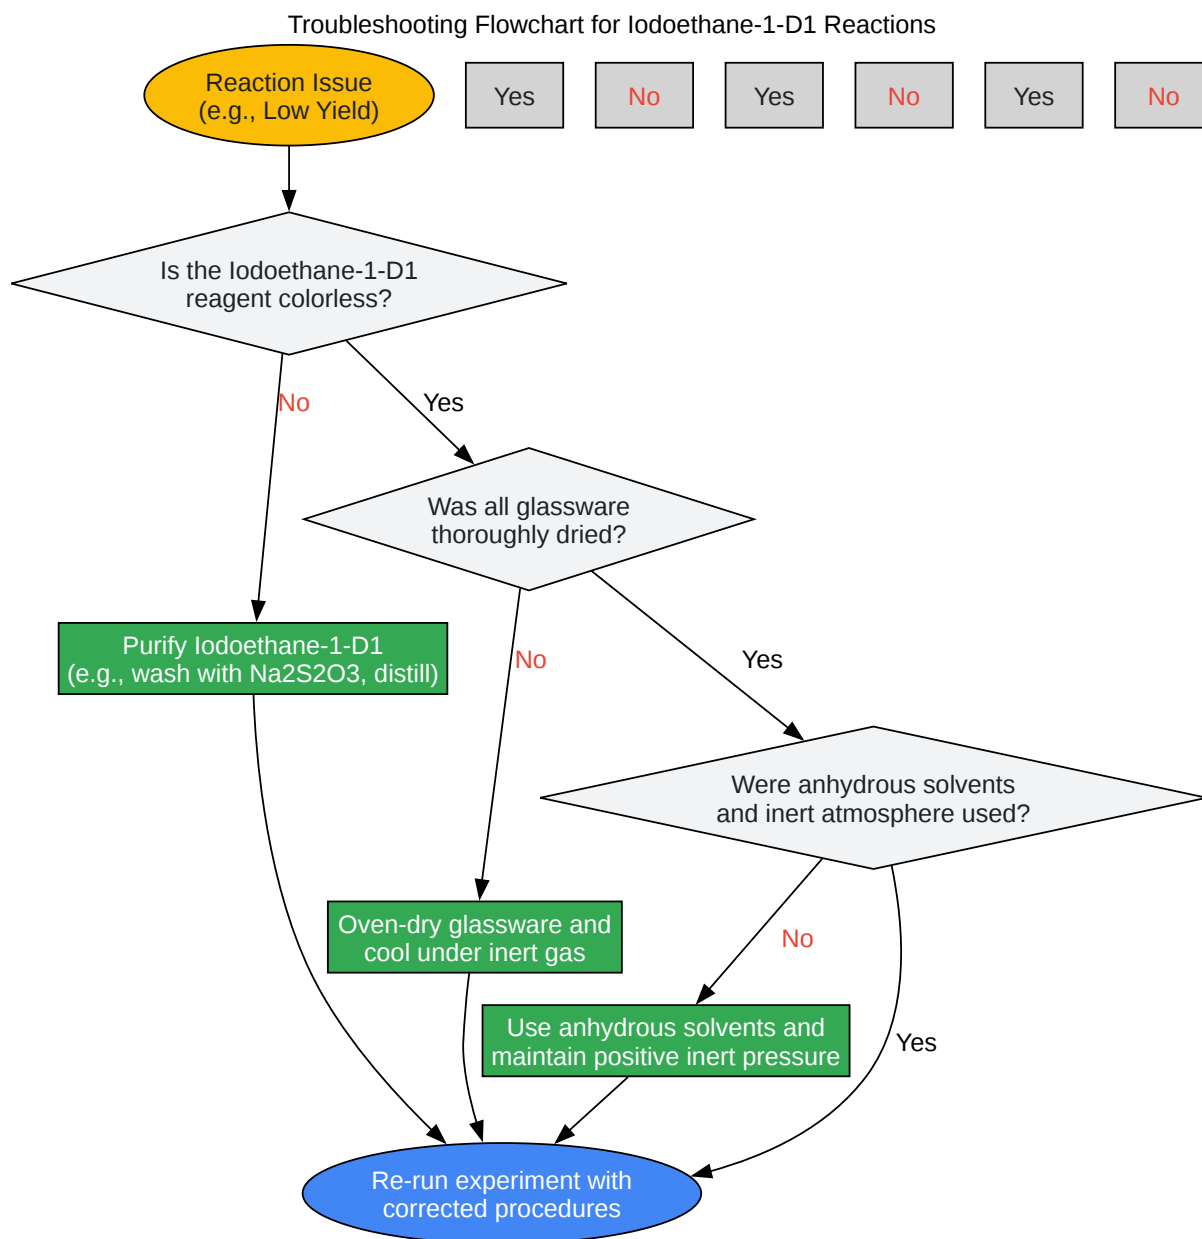 Troubleshooting Flowchart for Iodoethane-1-D1 Reactions
Reaction Issue
(e.g., Low Yield)
Yes
No
Yes
No
Yes
No
Is the Iodoethane-1-D1
reagent colorless?
No
Yes
Was all glassware
thoroughly dried?
Purify Iodoethane-1-D1
(e.g., wash with Na2S2O3, distill)
No
Yes
Were anhydrous solvents
and inert atmosphere used?
Oven-dry glassware and
cool under inert gas
No
Use anhydrous solvents and
maintain positive inert pressure
Yes
Re-run experiment with
corrected procedures